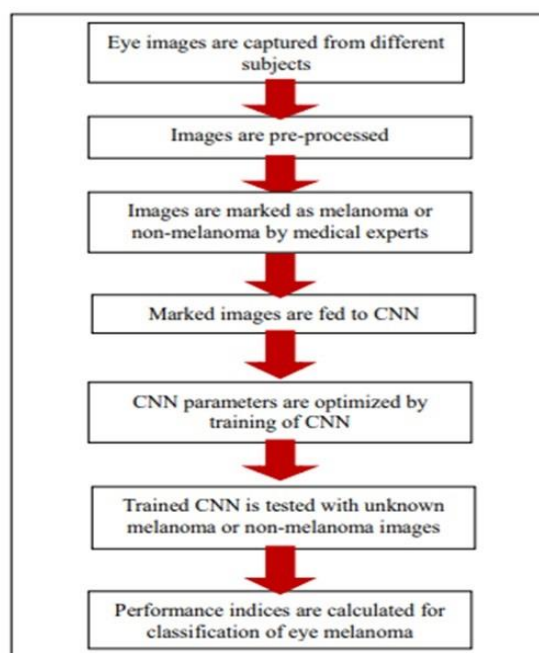 Eye images are captured from different
subjects
Images are pre-processed
Images are marked as melanoma or
non-melanoma by medical experts
Marked images are fed to CNN
CNN parameters are optimized by
training of CNN
Trained CNN is tested with unknown
melanoma or non-melanoma images
Performance indices are calculated for
classification of eye melanoma